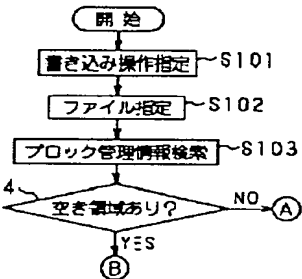 開始
書き込み操作指定 S101
ファイル指定 S102
ブロック管理情報検索 S103
4
空き領域あり? NO A
YES
B